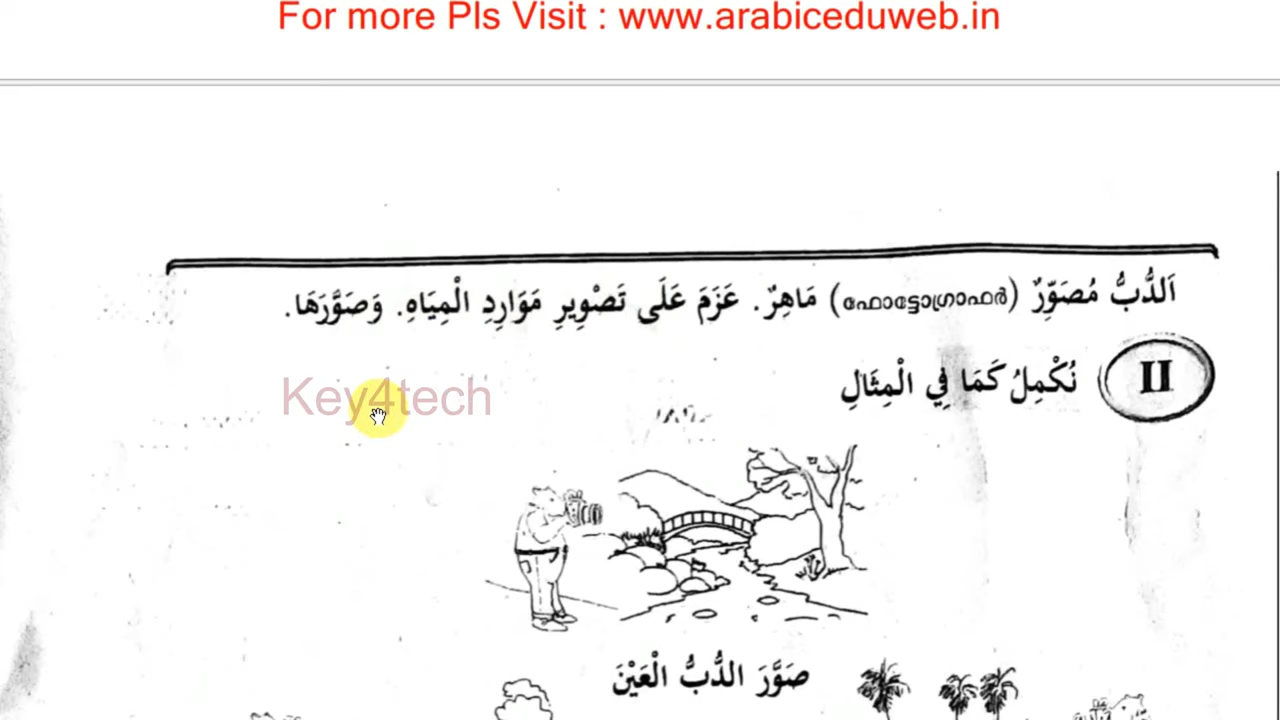 For more Pls Visit : www.arabiceduweb.in
اَلدُّبُّ مُصَوِّرٌ (ഫോട്ടോഗ്രാഫർ) مَاهِرٌ. عَزَمَ عَلَى تَصْوِيرِ مَوَارِدِ الْمِيَاهِ. وَصَوَّرَهَا.
II نُكْمِلُ كَمَا فِي الْمِثَالِ
Key4tech
صَوَّرَ الدُّبُّ الْعَيْنَ